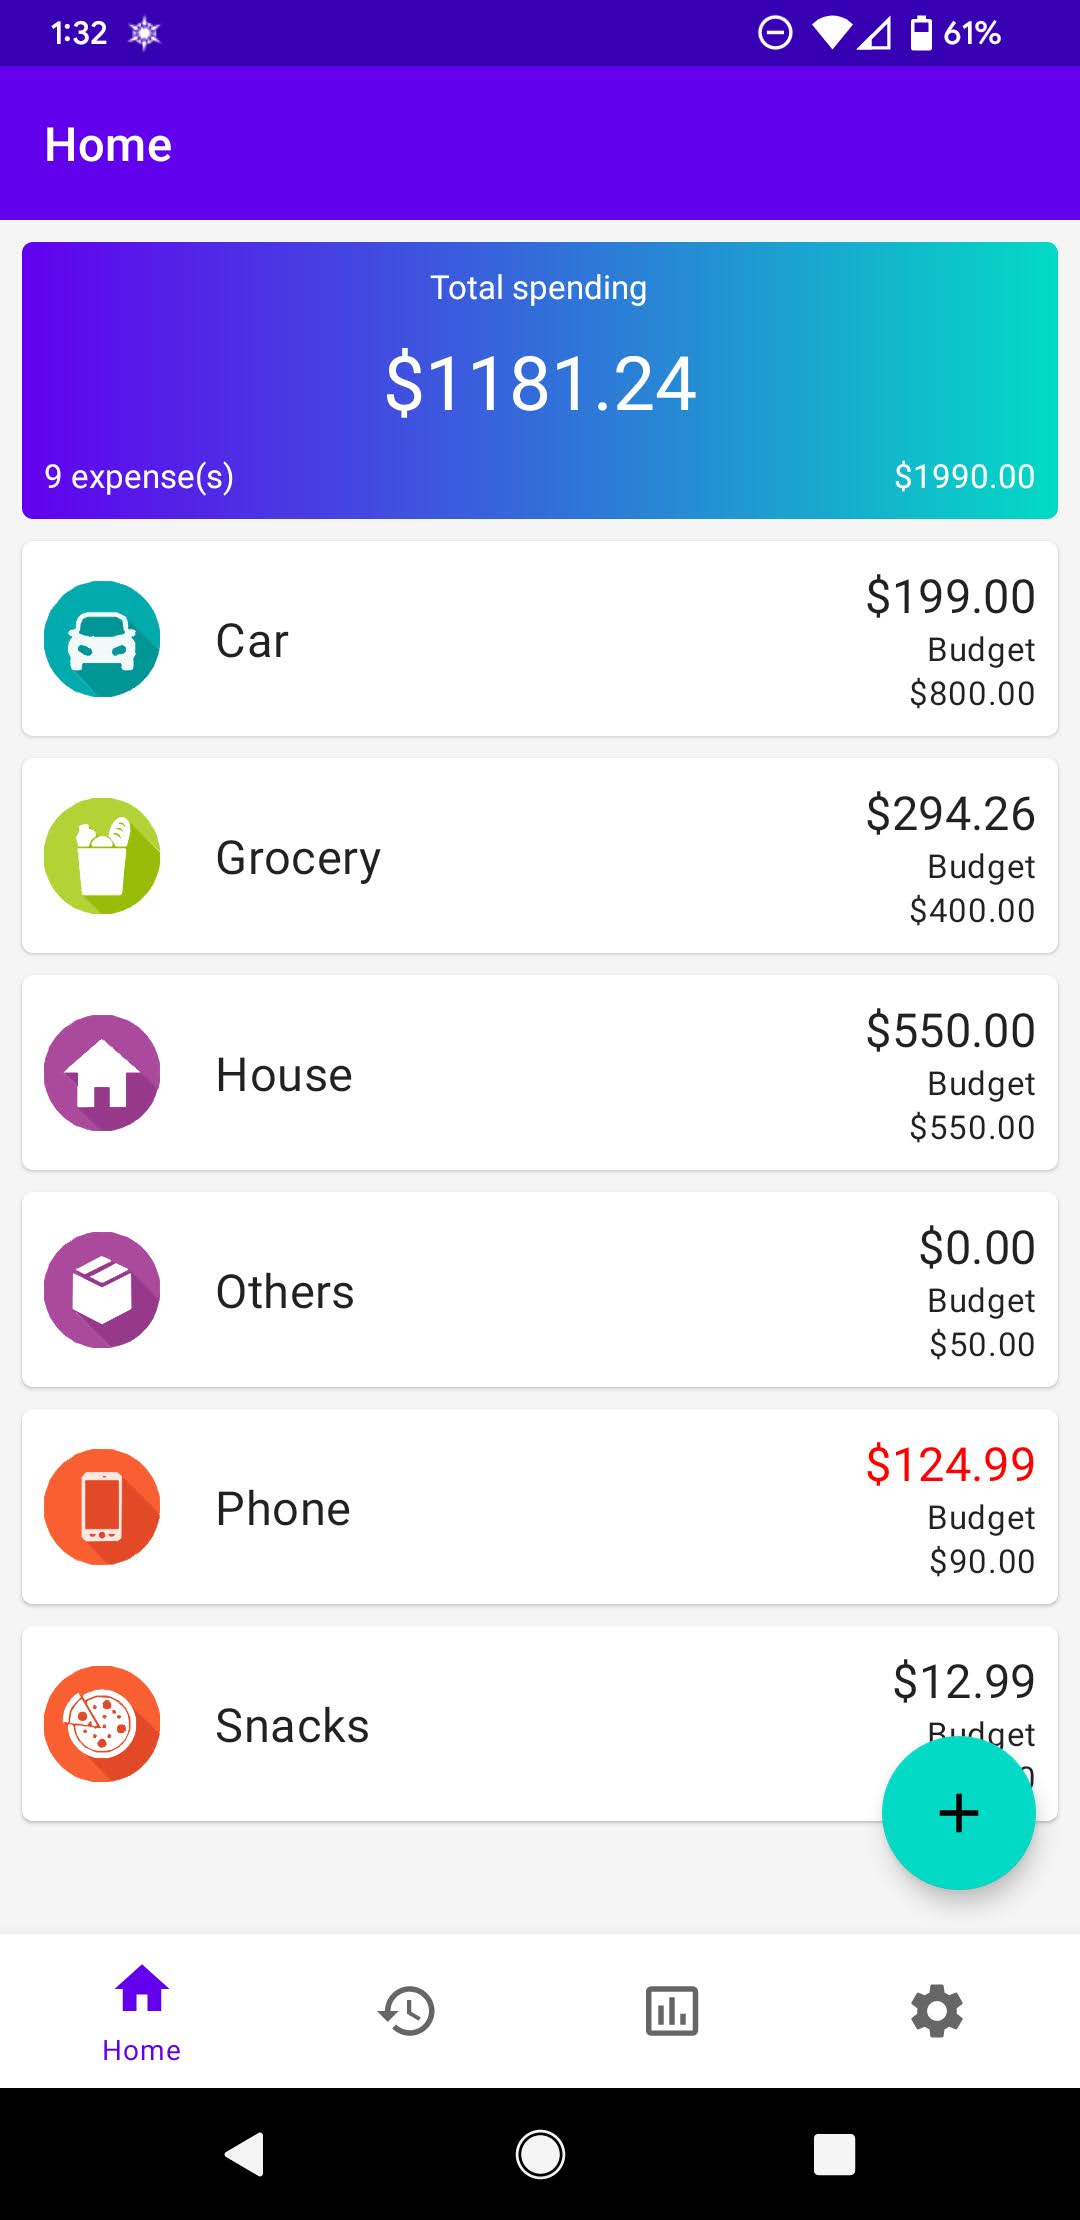 1:32 61%
Home
Total spending
$1181.24
9 expense(s) $1990.00
$199.00
Car
Budget
$800.00
$294.26
Grocery
Budget
$400.00
$550.00
House
Budget
$550.00
$0.00
Others
Budget
$50.00
$124.99
Phone
Budget
$90.00
$12.99
Snacks
Budget
+
Home